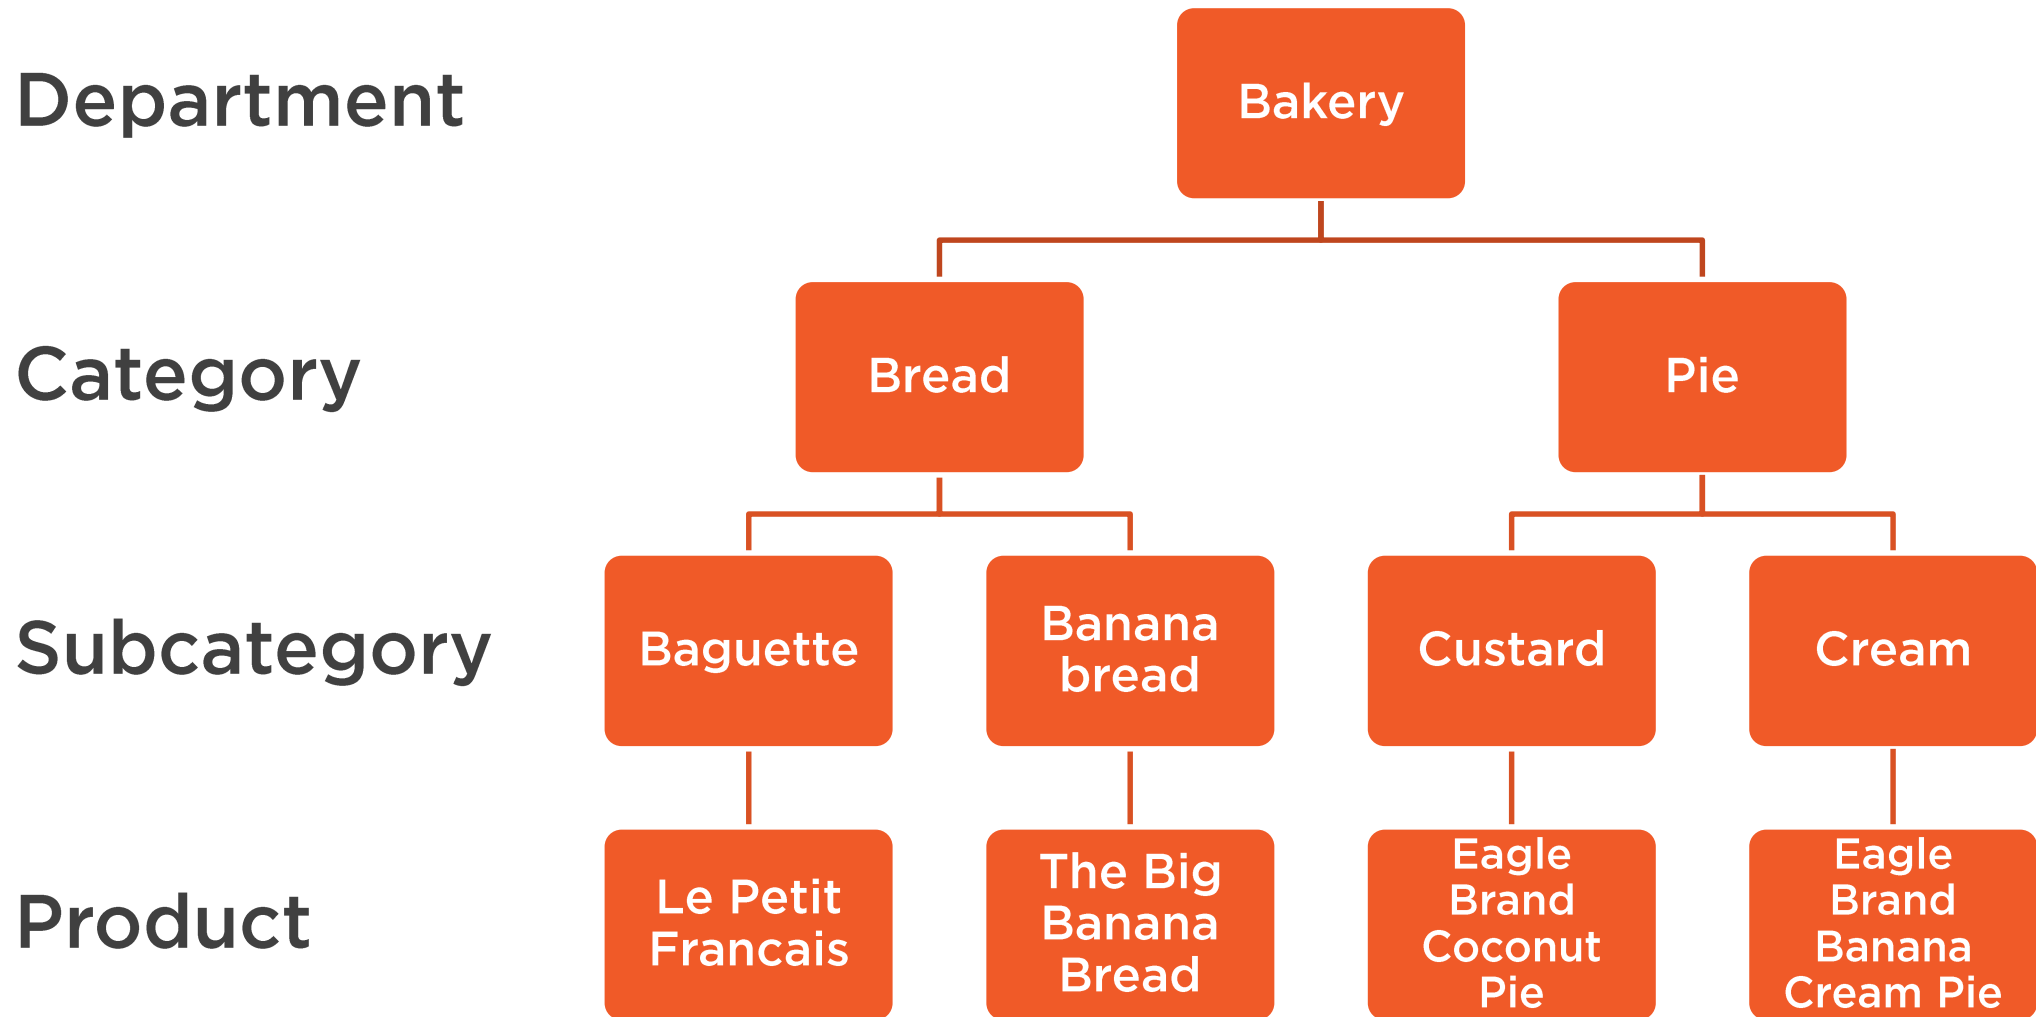 Department
Bakery
Category
Bread
Pie
Subcategory
Baguette
Banana
bread
Custard
Cream
Product
Le Petit
Francais
The Big
Banana
Bread
Eagle
Brand
Coconut
Pie
Eagle
Brand
Banana
Cream Pie